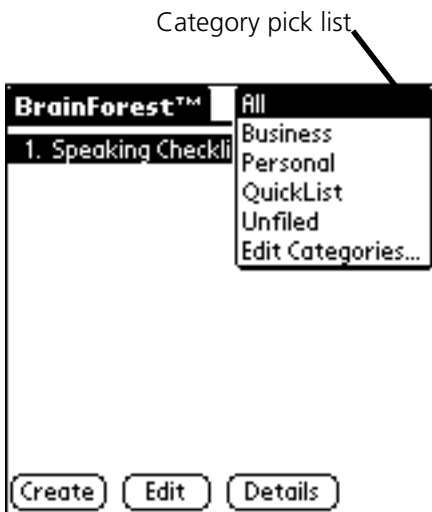 Category pick list
BrainForest™ All
Business
1. Speaking Checkli
Personal
QuickList
Unfiled
Edit Categories...
Create Edit Details